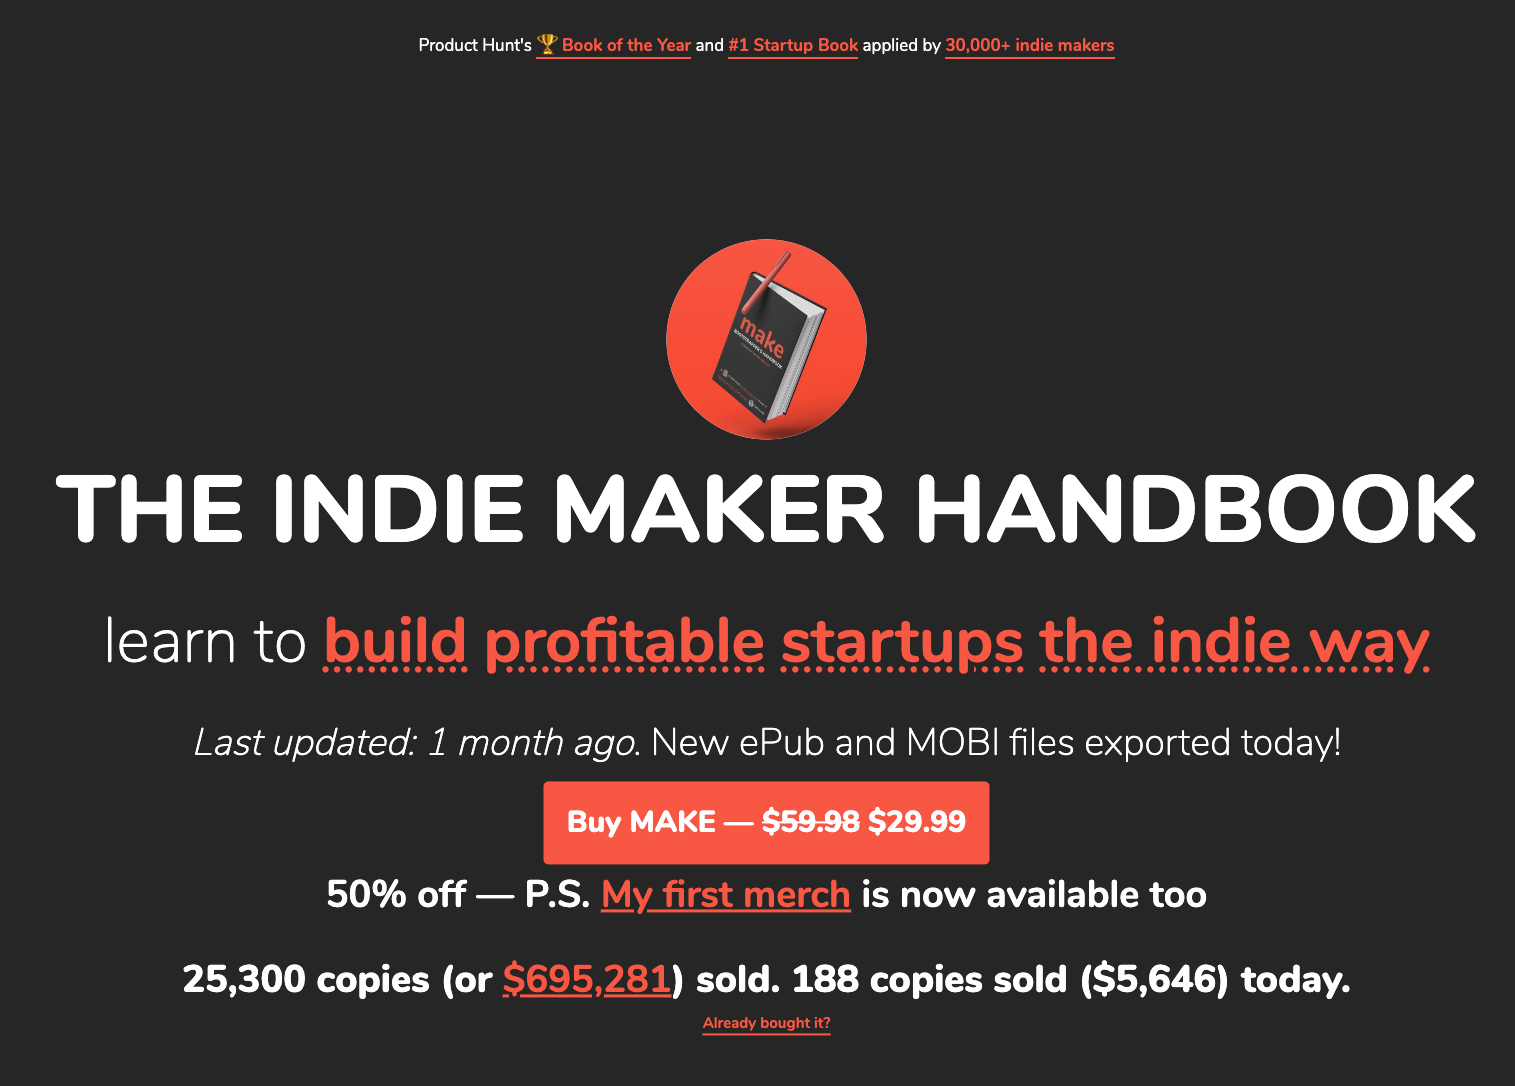 Product Hunt's 🏆 Book of the Year and #1 Startup Book applied by 30,000+ indie makers
make
BOOTSTRAPPER'S HANDBOOK
THE INDIE MAKER HANDBOOK
learn to build profitable startups the indie way
Last updated: 1 month ago. New ePub and MOBI files exported today!
Buy MAKE — $59.98 $29.99
50% off — P.S. My first merch is now available too
25,300 copies (or $695,281) sold. 188 copies sold ($5,646) today.
Already bought it?